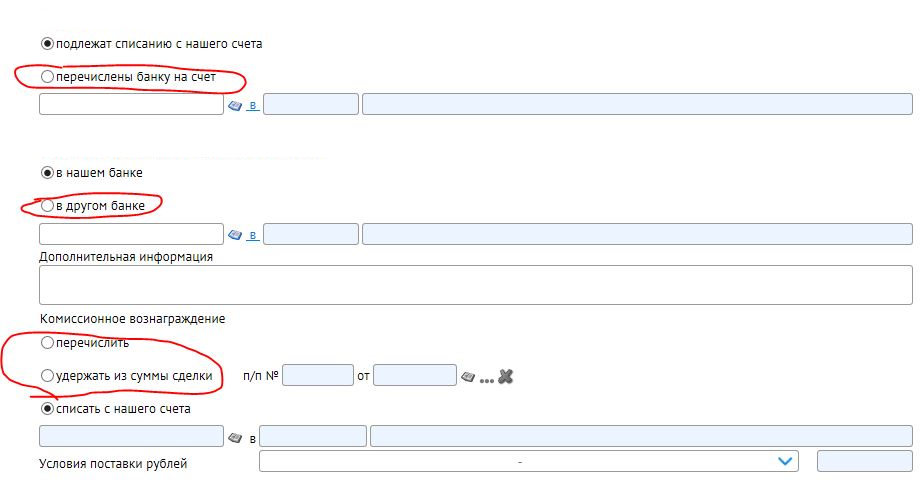 подлежат списанию с нашего счета
перечислены банку на счет
в
в нашем банке
в другом банке
в
Дополнительная информация
Комиссионное вознаграждение
перечислить
удержать из суммы сделки п/п № от ...
списать с нашего счета
в
Условия поставки рублей -